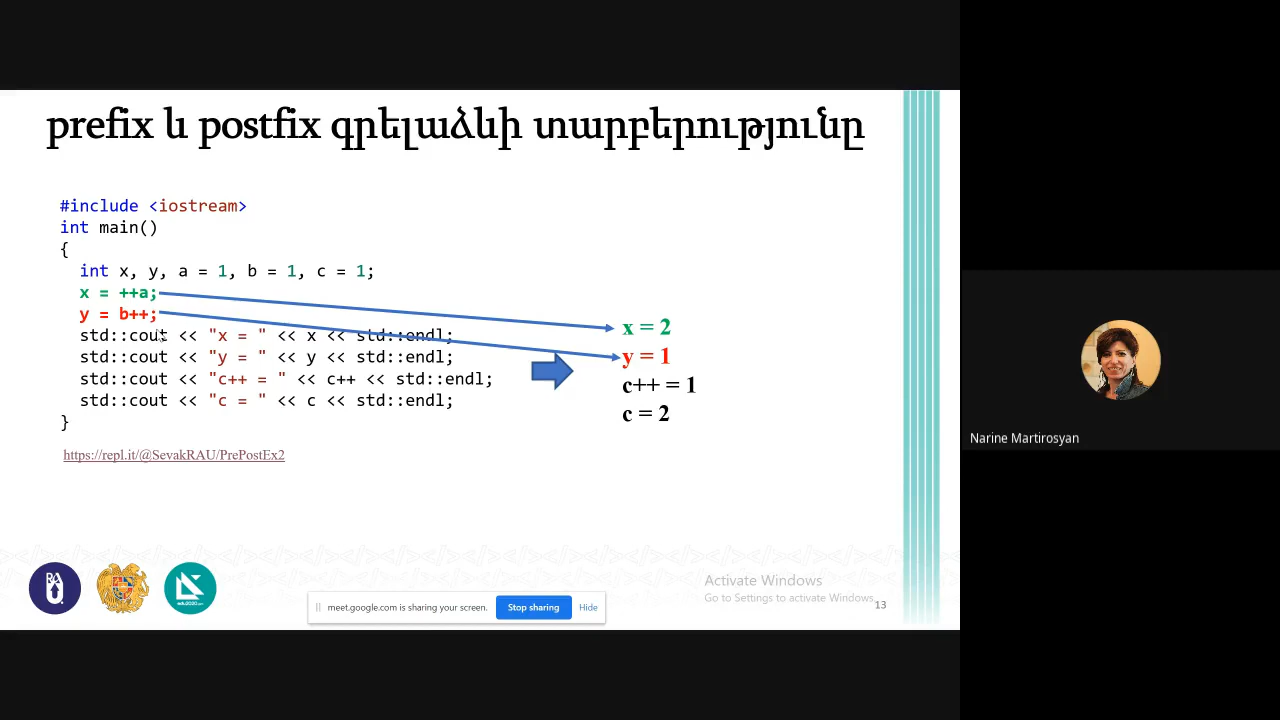 prefix և postfix գրելաձևի տարբերությունը
#include <iostream>
int main()
{
int x, y, a = 1, b = 1, c = 1;
x = ++a;
y = b++;
std::cout << "x = " << x << std::endl;
std::cout << "y = " << y << std::endl;
std::cout << "c++ = " << c++ << std::endl;
std::cout << "c = " << c << std::endl;
}
x = 2
y = 1
c++ = 1
c = 2
https://repl.it/@SevakRAU/PrePostEx2
Narine Martirosyan
Activate Windows
Go to Settings to activate Windows.
13
meet.google.com is sharing your screen.
Stop sharing
Hide